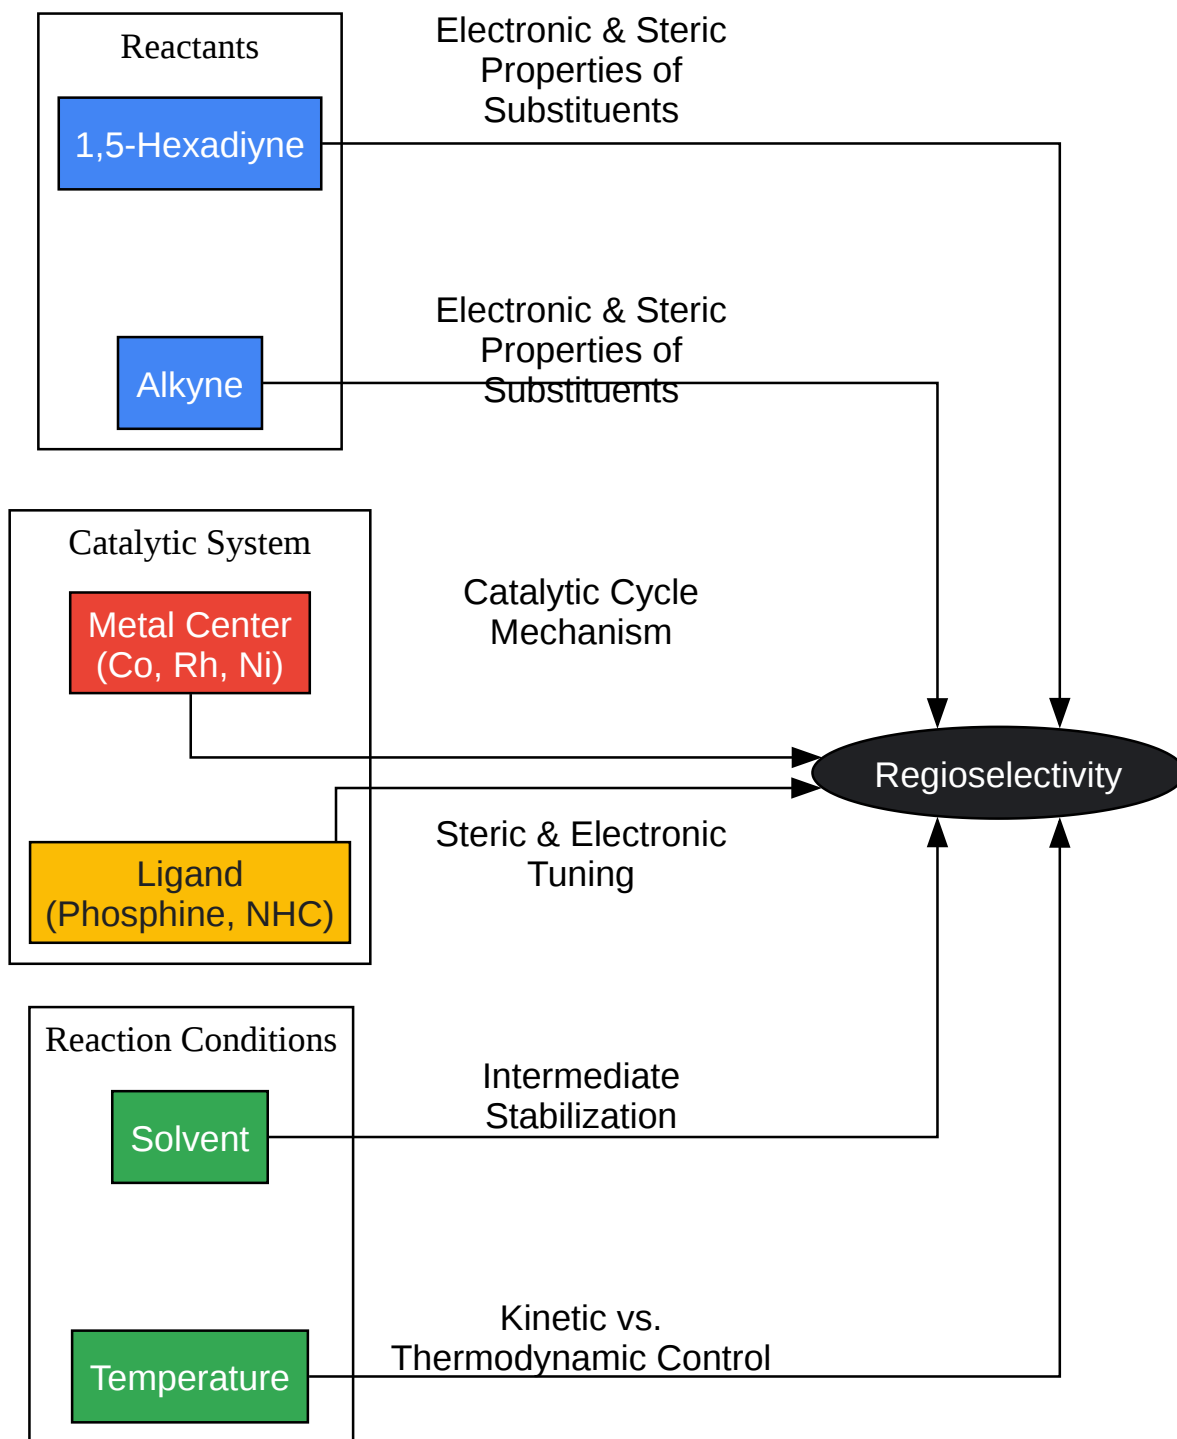 Reactants
Electronic & Steric
Properties of
Substituents
1,5-Hexadiyne
Electronic & Steric
Properties of
Substituents
Alkyne
Catalytic System
Metal Center
(Co, Rh, Ni)
Catalytic Cycle
Mechanism
Regioselectivity
Ligand
(Phosphine, NHC)
Steric & Electronic
Tuning
Reaction Conditions
Solvent
Intermediate
Stabilization
Temperature
Kinetic vs.
Thermodynamic Control